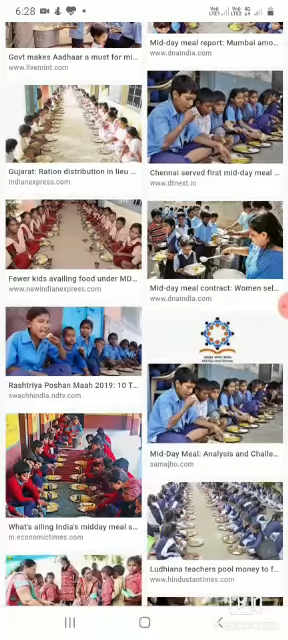 6:28
Govt makes Aadhaar a must for mi...
www.livemint.com
Mid-day meal report: Mumbai amo...
www.dnaindia.com
Gujarat: Ration distribution in lieu ...
indianexpress.com
Chennai served first mid-day meal ...
www.dtnext.in
Fewer kids availing food under MD...
www.newindianexpress.com
Mid-day meal contract: Women sel...
www.dnaindia.com
Rashtriya Poshan Maah 2019: 10 T...
swachhindia.ndtv.com
Mid-Day Meal: Analysis and Challe...
samajho.com
What's ailing India's midday meal s...
m.economictimes.com
Ludhiana teachers pool money to f...
www.hindustantimes.com